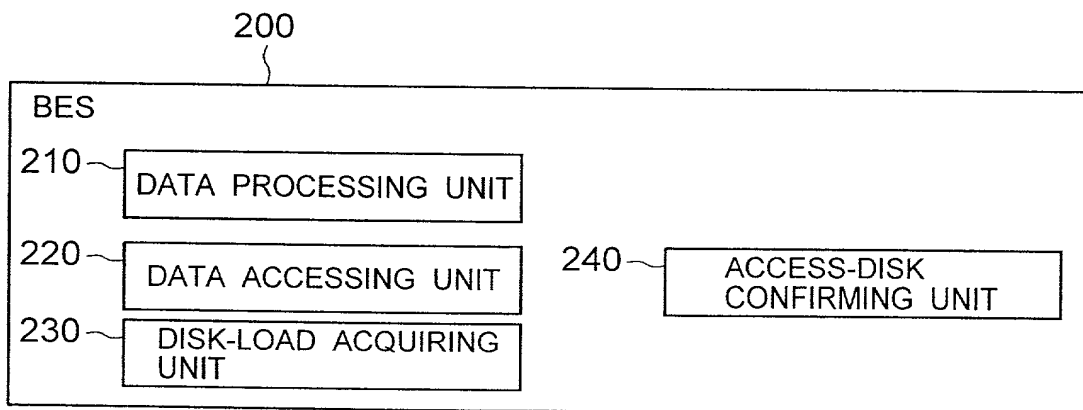 200
BES
210
DATA PROCESSING UNIT
220
DATA ACCESSING UNIT
240
ACCESS-DISK
CONFIRMING UNIT
230
DISK-LOAD ACQUIRING
UNIT